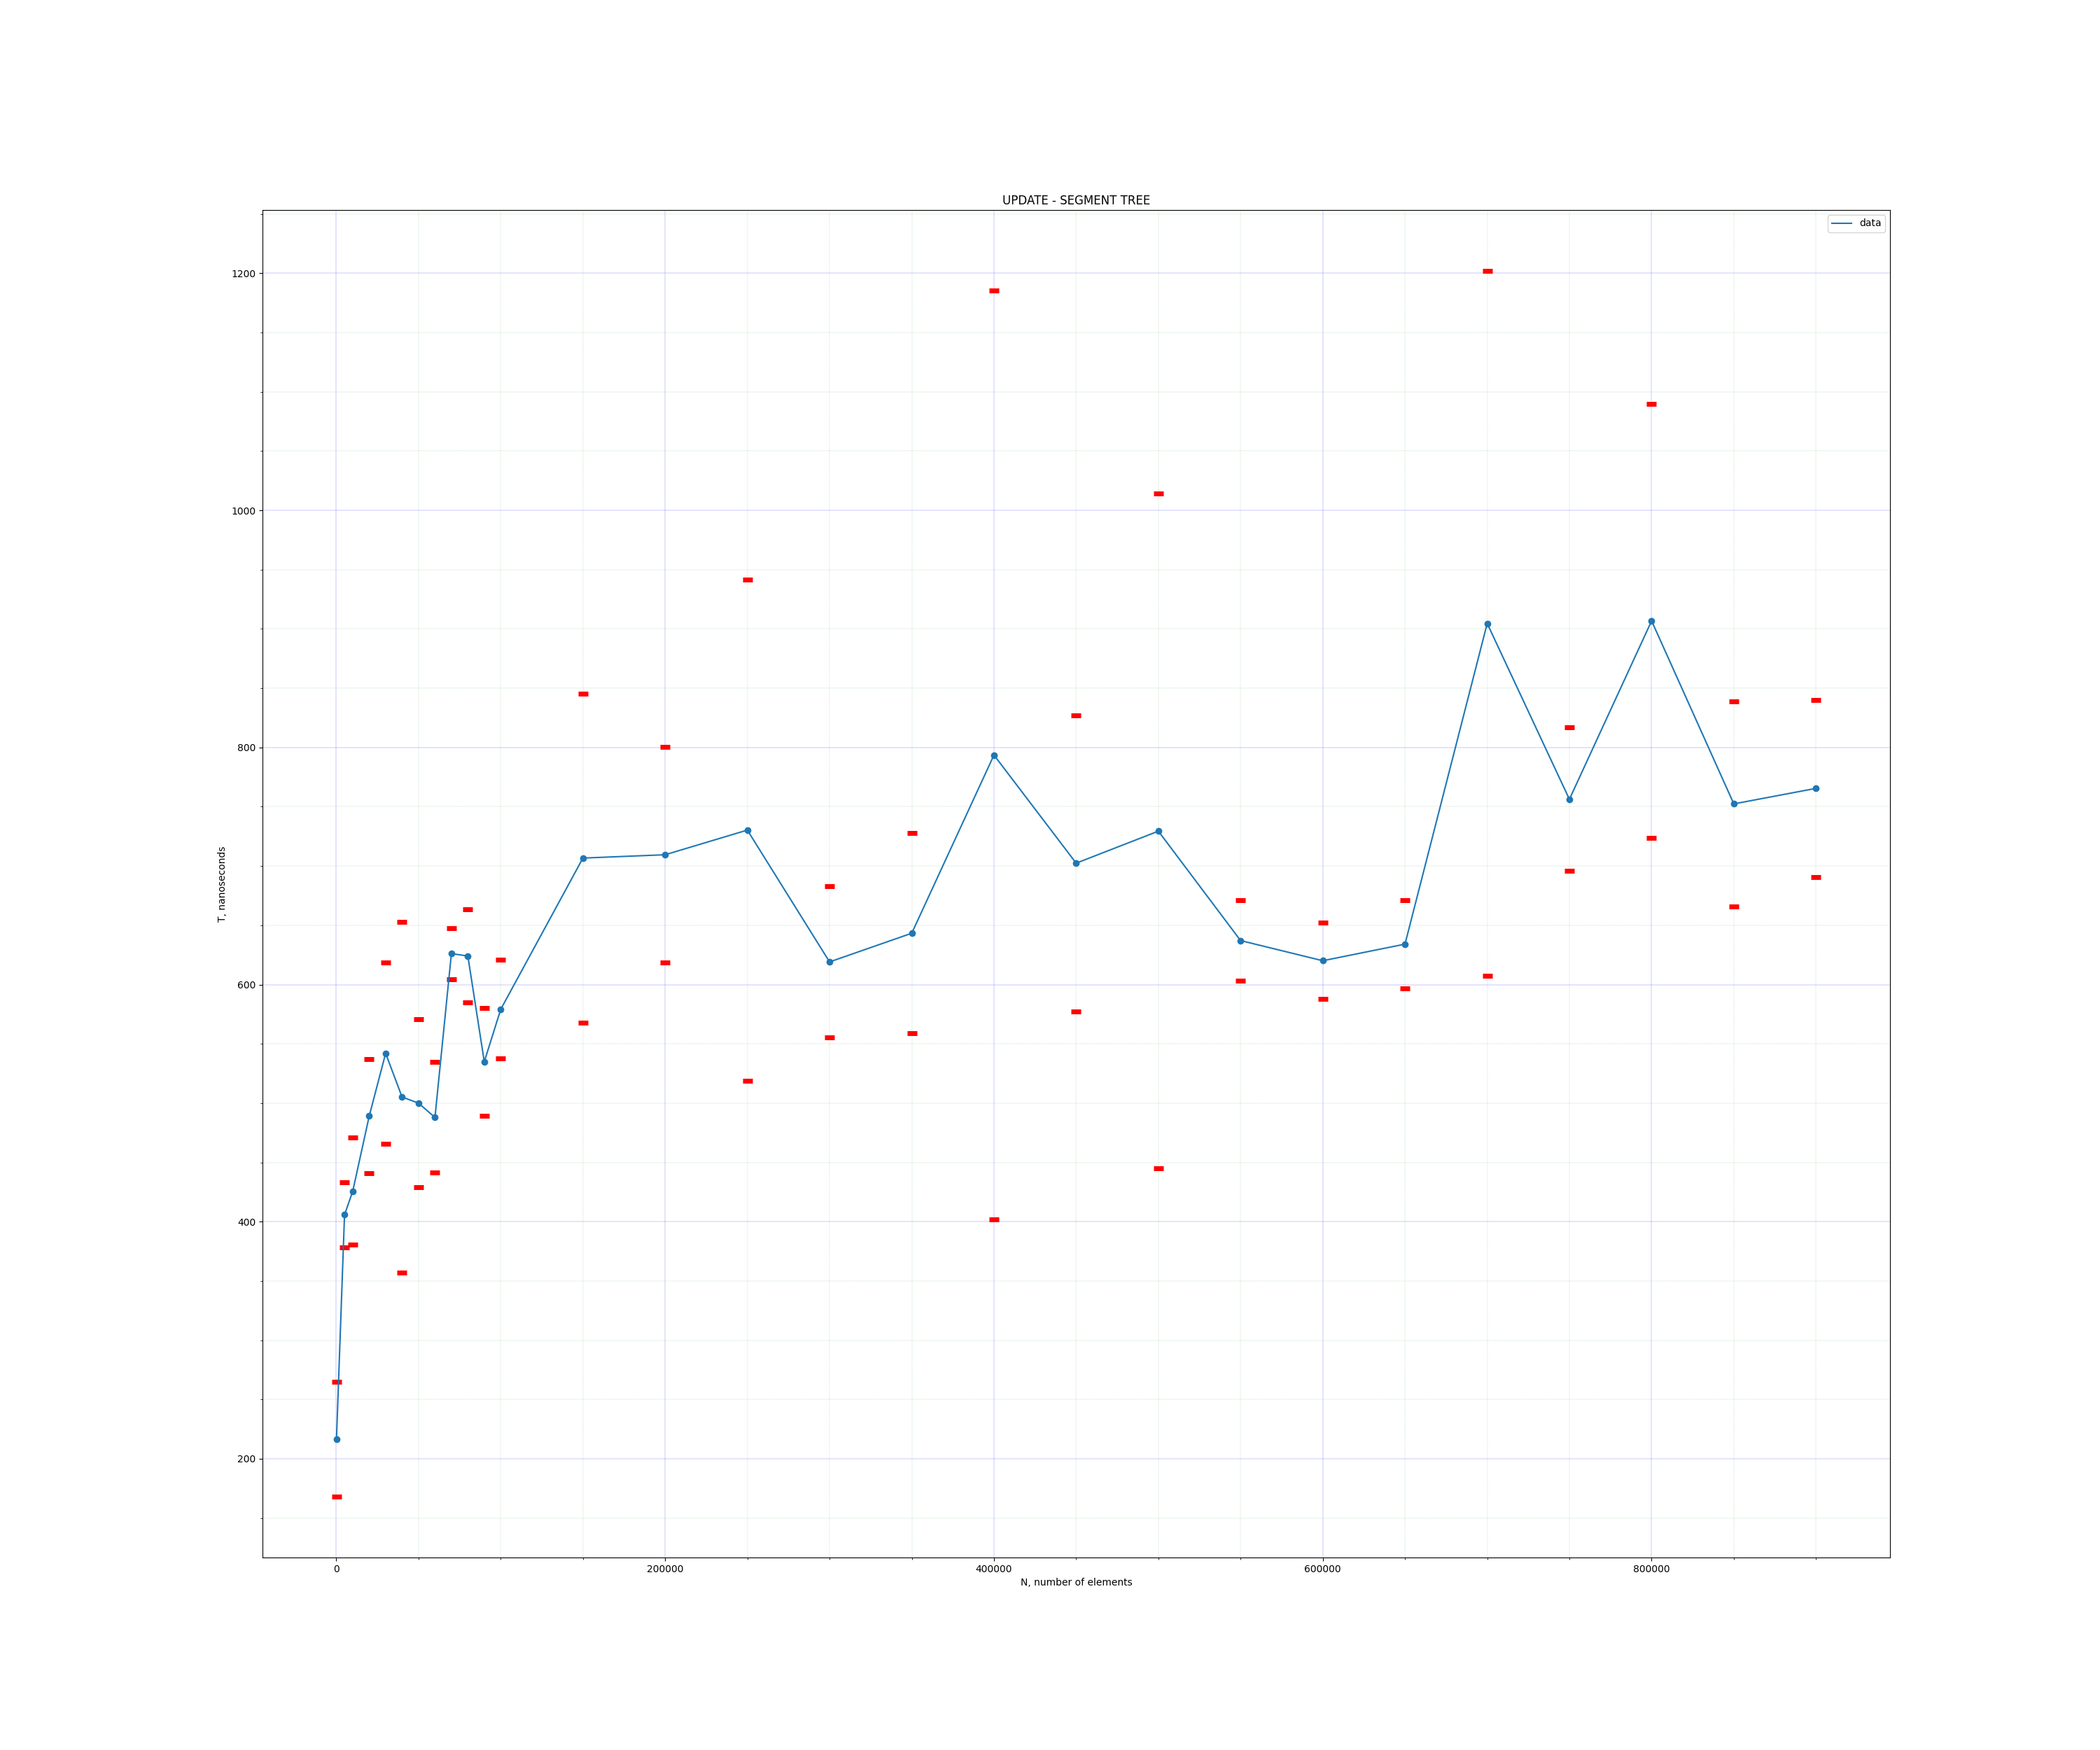 UPDATE - SEGMENT TREE
data
1200
1000
800
600
400
200
T, nanoseconds
0 200000 400000 600000 800000
N, number of elements